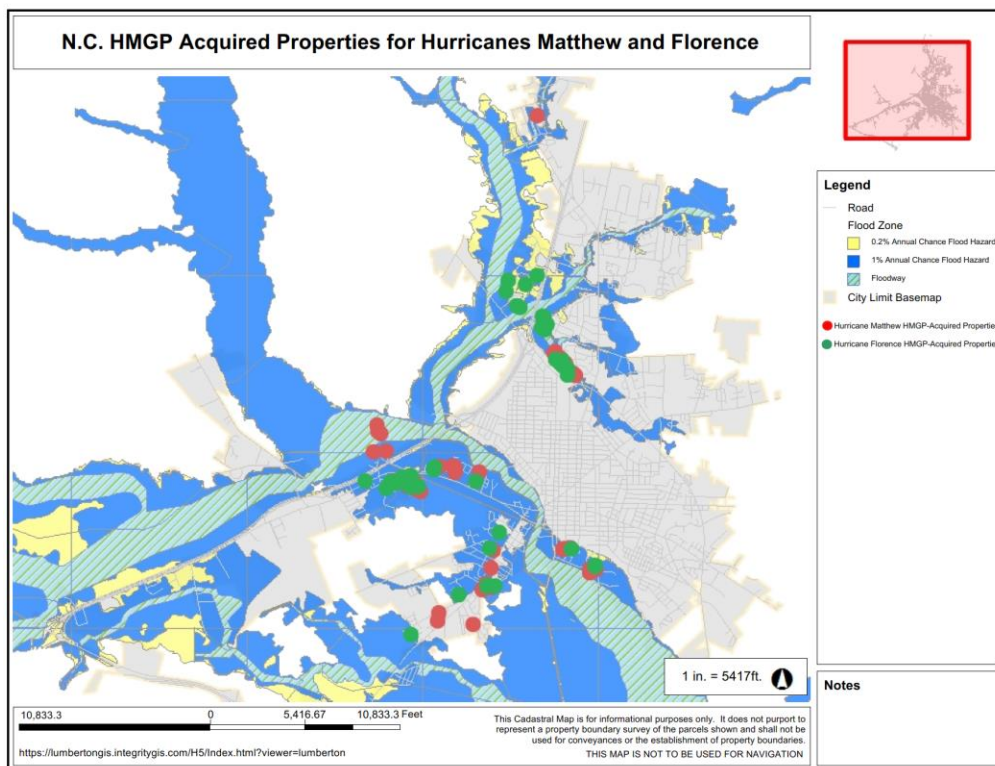 N.C. HMGP Acquired Properties for Hurricanes Matthew and Florence
Legend
Road
Flood Zone
0.2% Annual Chance Flood Hazard
1% Annual Chance Flood Hazard
Floodway
City Limit Basemap
Hurricane Matthew HMGP-Acquired Propertie
Hurricane Florence HMGP-Acquired Propertie
1 in. = 5417ft.
Notes
10,833.3 0 5,416.67 10,833.3 Feet
https://lumbertongis.integritygis.com/H5/Index.html?viewer=lumberton
This Cadastral Map is for informational purposes only. It does not purport to
represent a property boundary survey of the parcels shown and shall not be
used for conveyances or the establishment of property boundaries.
THIS MAP IS NOT TO BE USED FOR NAVIGATION